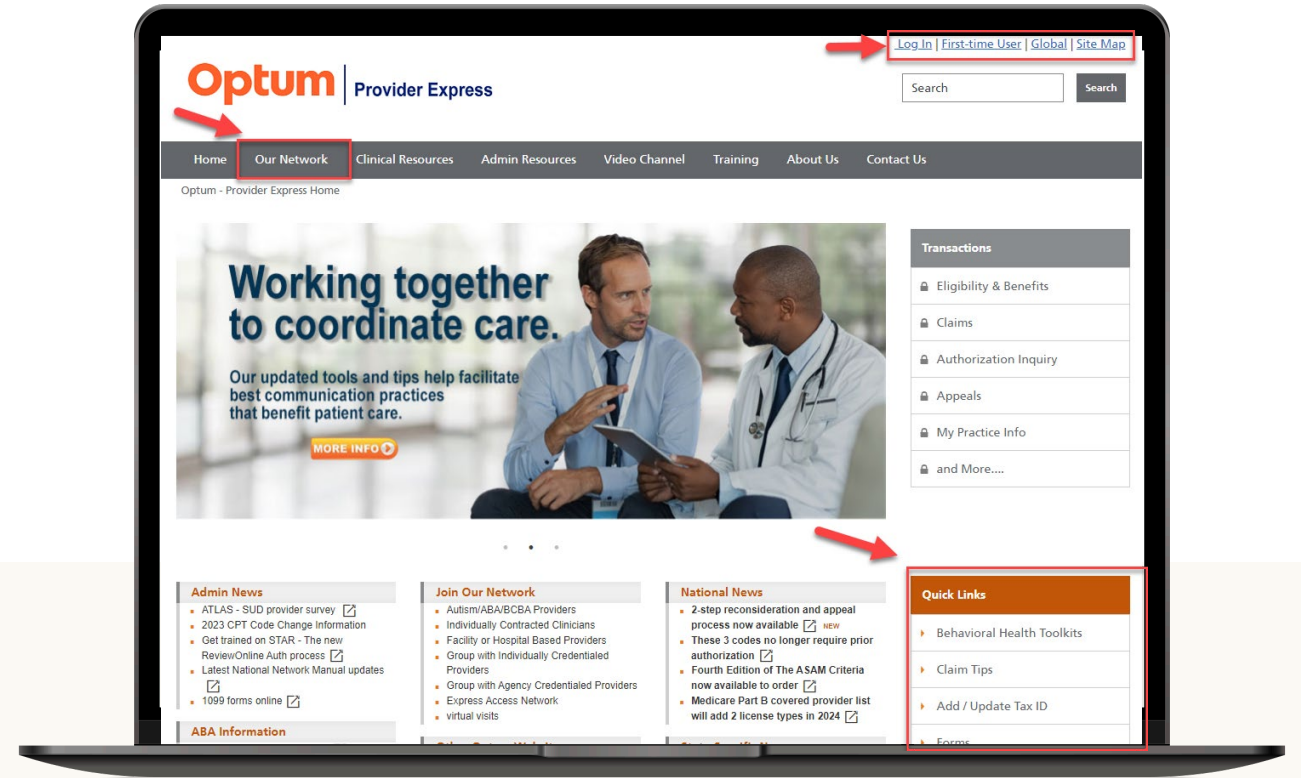 Log In | First-time User | Global | Site Map
Optum | Provider Express
Search
Search
Home
Our Network
Clinical Resources
Admin Resources
Video Channel
Training
About Us
Contact Us
Optum - Provider Express Home
Working together
to coordinate care.
Our updated tools and tips help facilitate
best communication practices
that benefit patient care.
MORE INFO
Transactions
Eligibility & Benefits
Claims
Authorization Inquiry
Appeals
My Practice Info
and More....
Admin News
ATLAS - SUD provider survey
2023 CPT Code Change Information
Get trained on STAR - The new
ReviewOnline Auth process
Latest National Network Manual updates
1099 forms online
ABA Information
Join Our Network
Autism/ABA/BCBA Providers
Individually Contracted Clinicians
Facility or Hospital Based Providers
Group with Individually Credentialed
Providers
Group with Agency Credentialed Providers
Express Access Network
virtual visits
National News
2-step reconsideration and appeal
process now available NEW
These 3 codes no longer require prior
authorization
Fourth Edition of The ASAM Criteria
now available to order
Medicare Part B covered provider list
will add 2 license types in 2024
Quick Links
Behavioral Health Toolkits
Claim Tips
Add / Update Tax ID
Forms